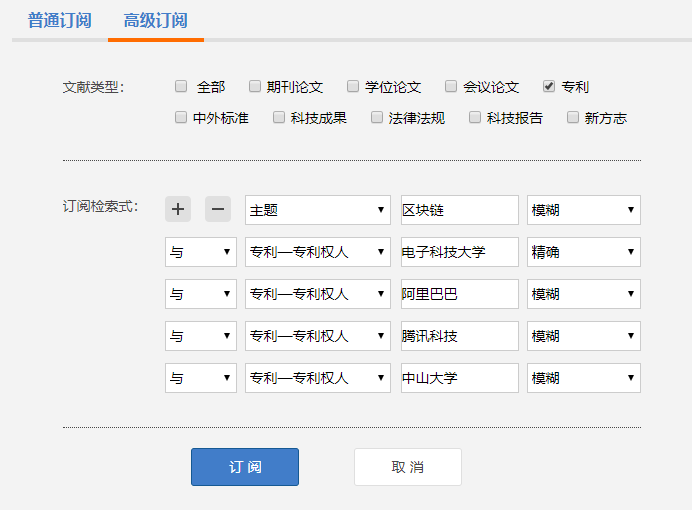 普通订阅 高级订阅
文献类型： 全部 期刊论文 学位论文 会议论文 专利
中外标准 科技成果 法律法规 科技报告 新方志
订阅检索式： 主题 区块链 模糊
与 专利—专利权人 电子科技大学 精确
与 专利—专利权人 阿里巴巴 模糊
与 专利—专利权人 腾讯科技 模糊
与 专利—专利权人 中山大学 模糊
订 阅 取 消